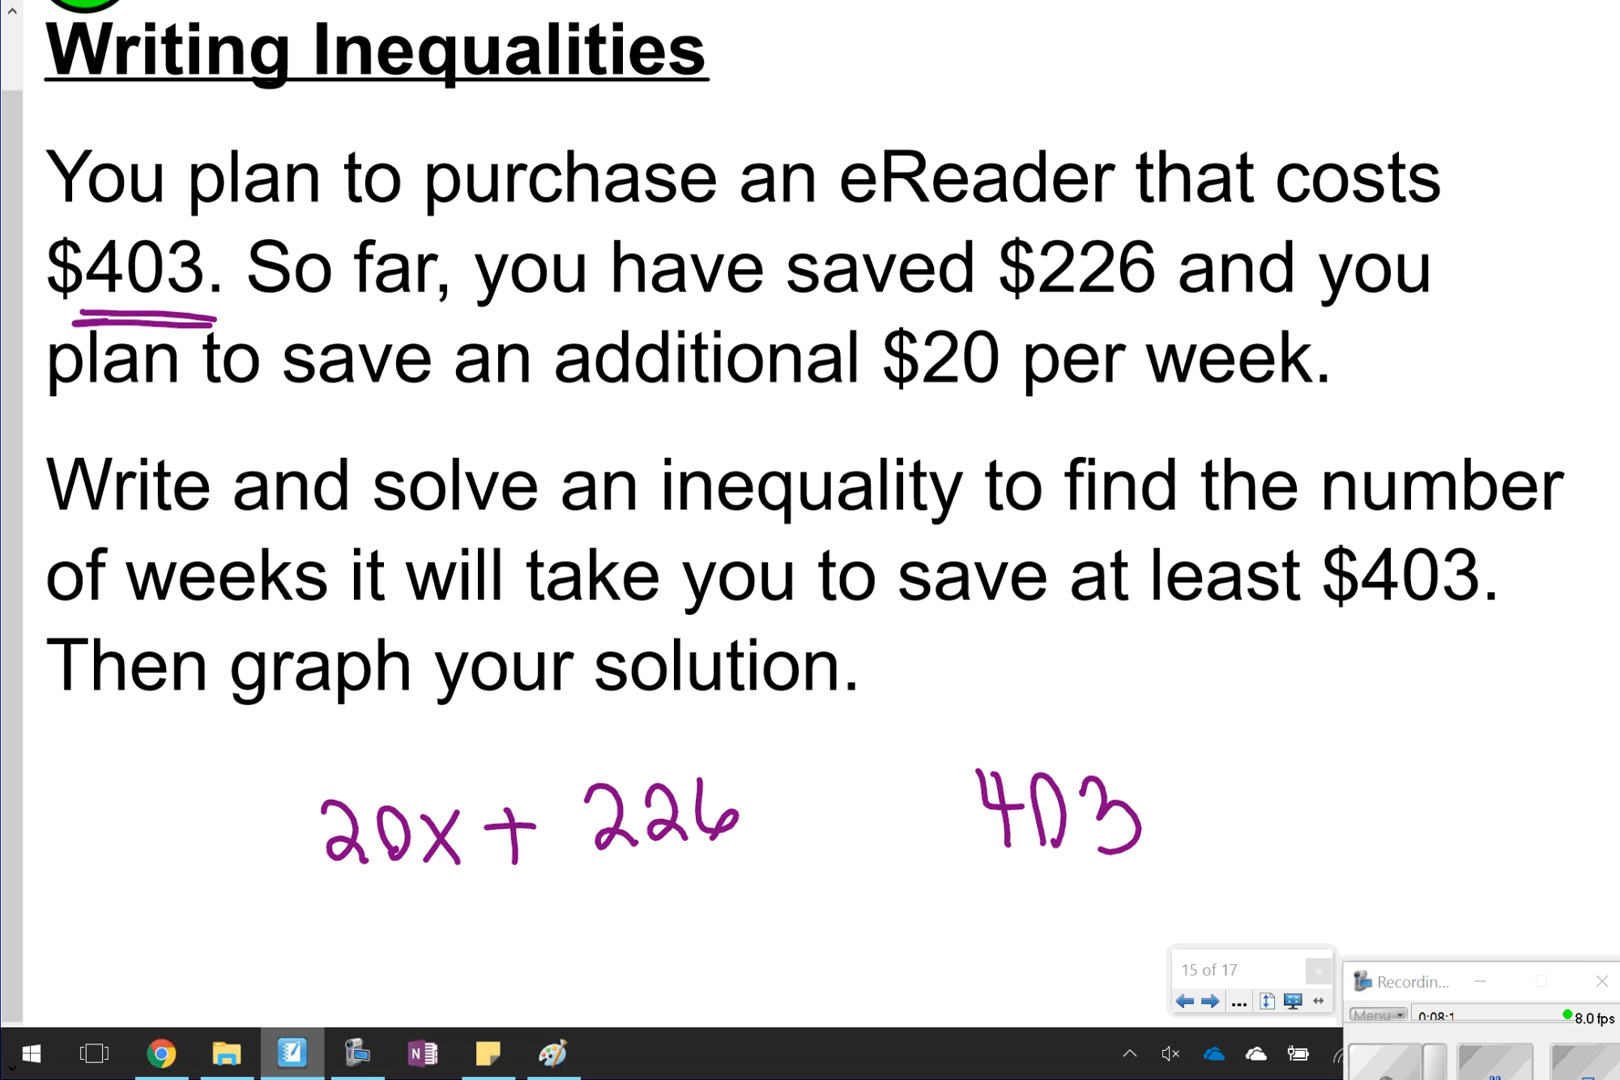 Writing Inequalities
You plan to purchase an eReader that costs
$403. So far, you have saved $226 and you
plan to save an additional $20 per week.
Write and solve an inequality to find the number
of weeks it will take you to save at least $403.
Then graph your solution.
20x + 226 403
15 of 17
Recordin...
Menu 0:08:1 8.0 fps